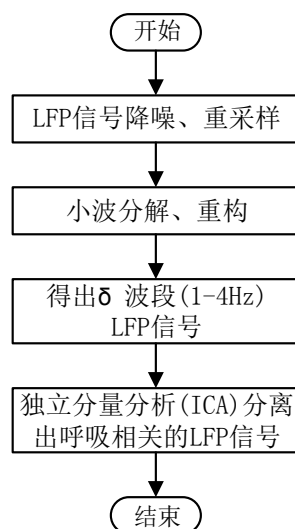 开始
LFP信号降噪、重采样
小波分解、重构
得出δ 波段(1-4Hz)
LFP信号
独立分量分析(ICA)分离
出呼吸相关的LFP信号
结束